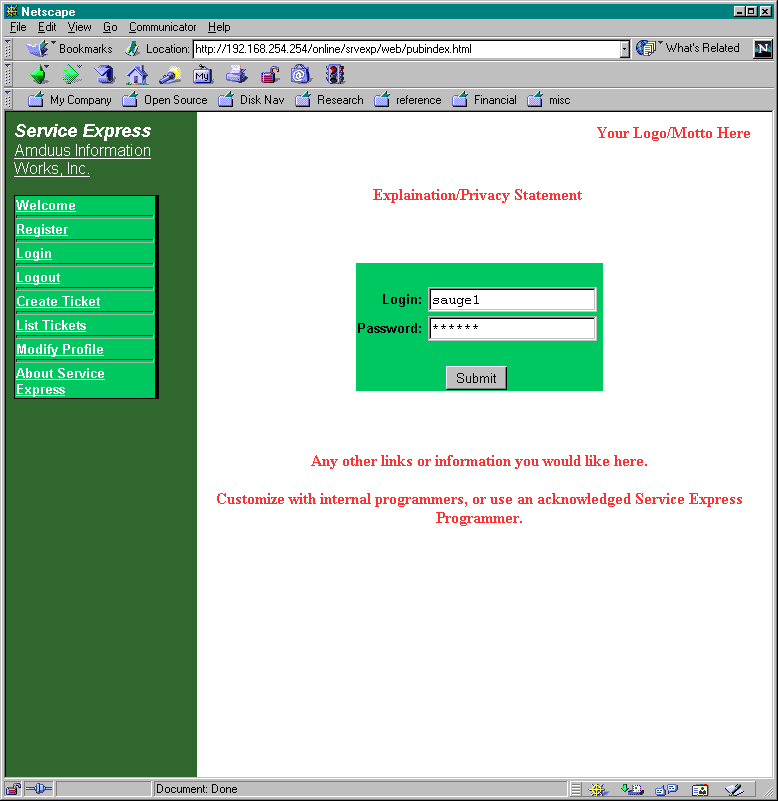 Netscape
File Edit View Go Communicator Help
Bookmarks Location: http://192.168.254.254/online/srvexp/web/pubindex.html What's Related N
My
My Company Open Source Disk Nav Research reference Financial misc
Service Express
Amduus Information
Works, Inc.
Welcome
Register
Login
Logout
Create Ticket
List Tickets
Modify Profile
About Service
Express
Your Logo/Motto Here
Explaination/Privacy Statement
Login: sauge1
Password: ******
Submit
Any other links or information you would like here.
Customize with internal programmers, or use an acknowledged Service Express
Programmer.
Document: Done